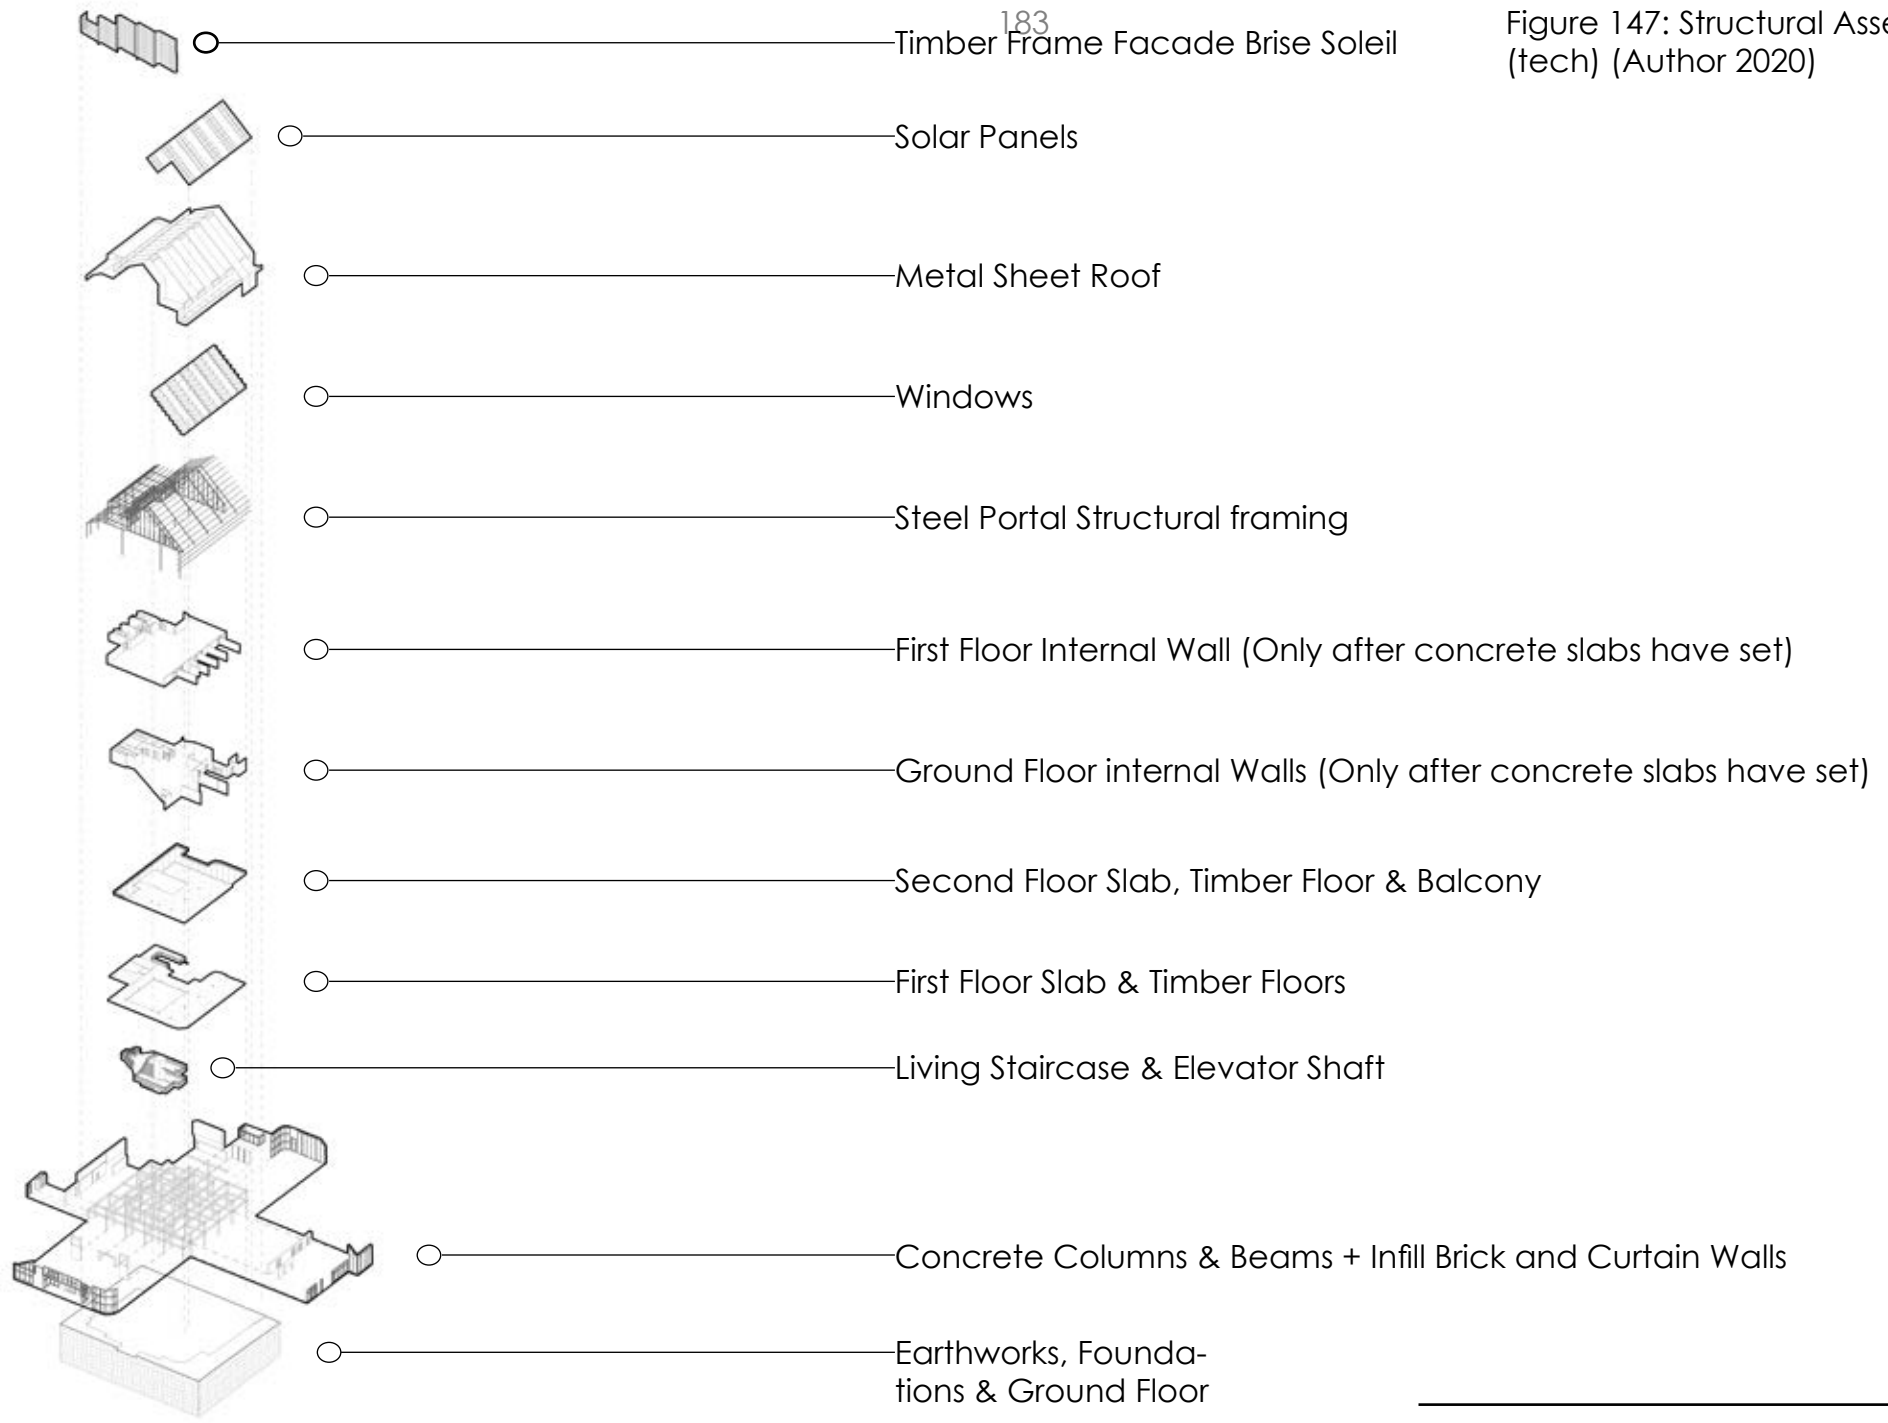 183
Timber Frame Facade Brise Soleil
Figure 147: Structural Asse
(tech) (Author 2020)
Solar Panels
Metal Sheet Roof
Windows
Steel Portal Structural framing
First Floor Internal Wall (Only after concrete slabs have set)
Ground Floor internal Walls (Only after concrete slabs have set)
Second Floor Slab, Timber Floor & Balcony
First Floor Slab & Timber Floors
Living Staircase & Elevator Shaft
Concrete Columns & Beams + Infill Brick and Curtain Walls
Earthworks, Founda-
tions & Ground Floor